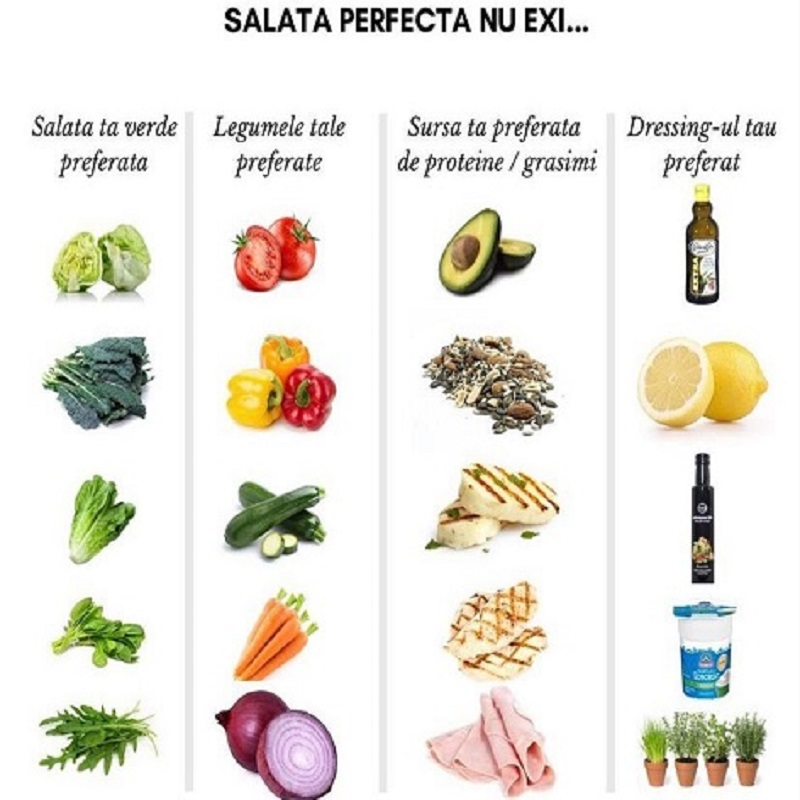 SALATA PERFECTA NU EXI...
Salata ta verde
preferata
Legumele tale
preferate
Sursa ta preferata
de proteine / grasimi
Dressing-ul tau
preferat
EXTRA